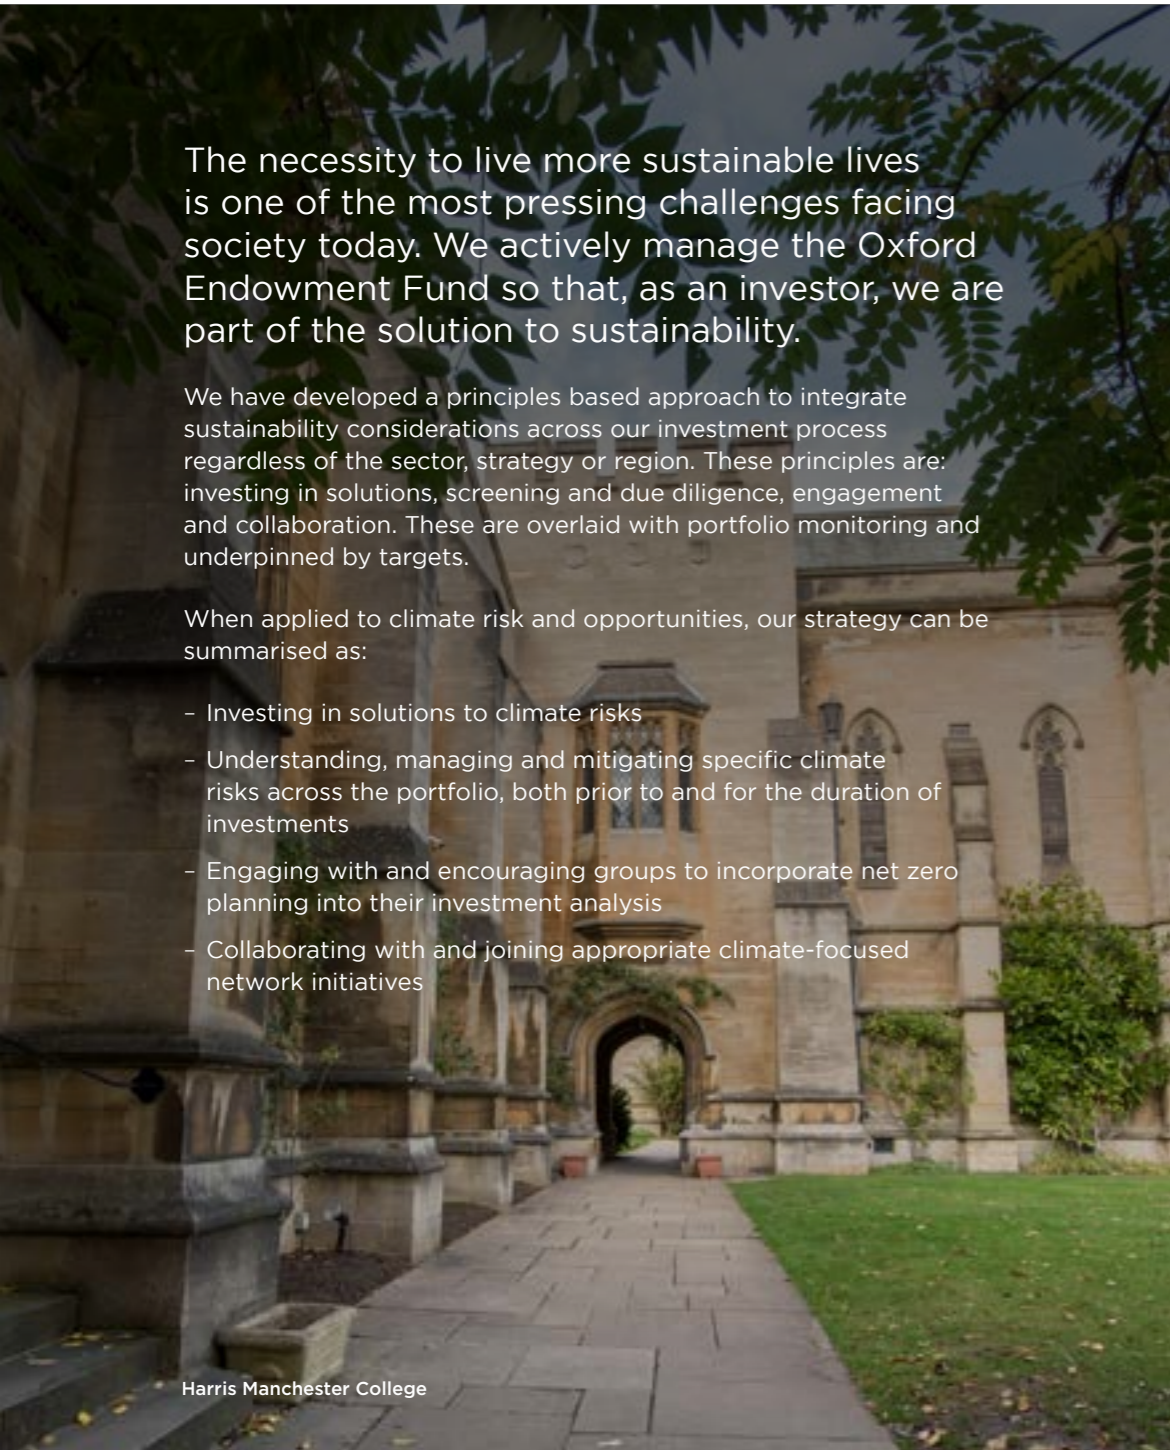 The necessity to live more sustainable lives
is one of the most pressing challenges facing
society today. We actively manage the Oxford
Endowment Fund so that, as an investor, we are
part of the solution to sustainability.
We have developed a principles based approach to integrate
sustainability considerations across our investment process
regardless of the sector, strategy or region. These principles are:
investing in solutions, screening and due diligence, engagement
and collaboration. These are overlaid with portfolio monitoring and
underpinned by targets.
When applied to climate risk and opportunities, our strategy can be
summarised as:
– Investing in solutions to climate risks
– Understanding, managing and mitigating specific climate
risks across the portfolio, both prior to and for the duration of
investments
– Engaging with and encouraging groups to incorporate net zero
planning into their investment analysis
– Collaborating with and joining appropriate climate-focused
network initiatives
Harris Manchester College